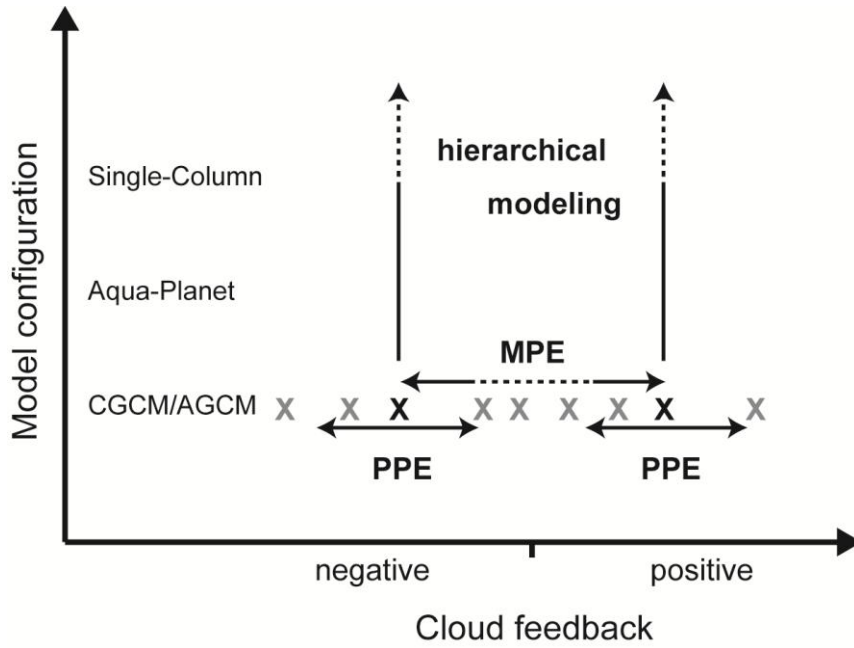 Model configuration
Single-Column
Aqua-Planet
CGCM/AGCM
hierarchical
modeling
MPE
X X X X X X X X X
PPE PPE
negative positive
Cloud feedback